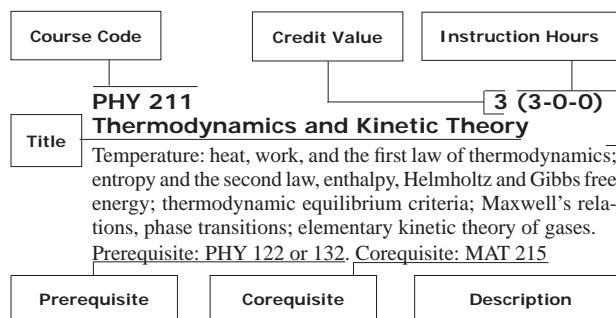 Course Code
Credit Value
Instruction Hours
PHY 211
3 (3-0-0)
Title
Thermodynamics and Kinetic Theory
Temperature: heat, work, and the first law of thermodynamics;
entropy and the second law, enthalpy, Helmholtz and Gibbs free
energy; thermodynamic equilibrium criteria; Maxwell's rela-
tions, phase transitions; elementary kinetic theory of gases.
Prerequisite: PHY 122 or 132. Corequisite: MAT 215
Prerequisite
Corequisite
Description